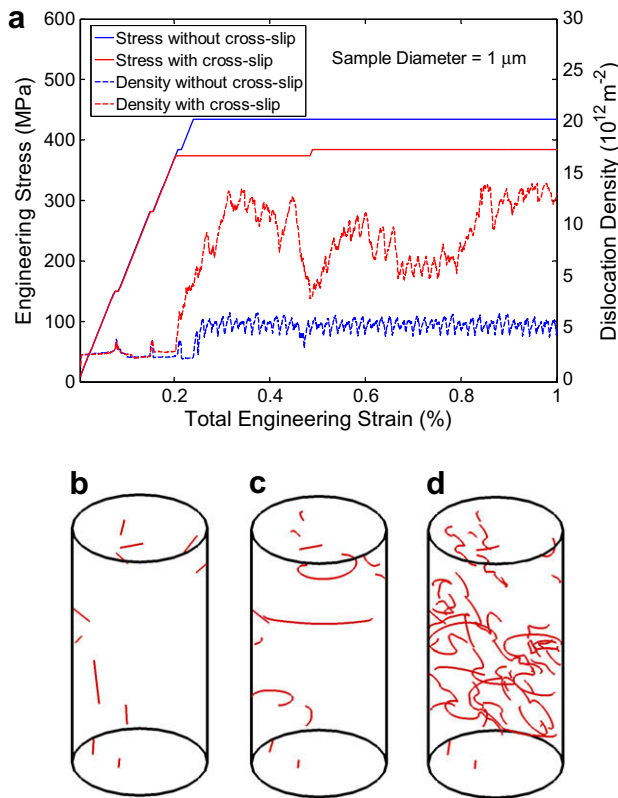 a
600
500
400
300
200
100
0
Engineering Stress (MPa)
Stress without cross-slip
Stress with cross-slip
Density without cross-slip
Density with cross-slip
Sample Diameter = 1 μm
30
25
20
15
10
5
0
Dislocation Density (10¹² m⁻²)
0.2
0.4
0.6
0.8
1
Total Engineering Strain (%)
b
c
d